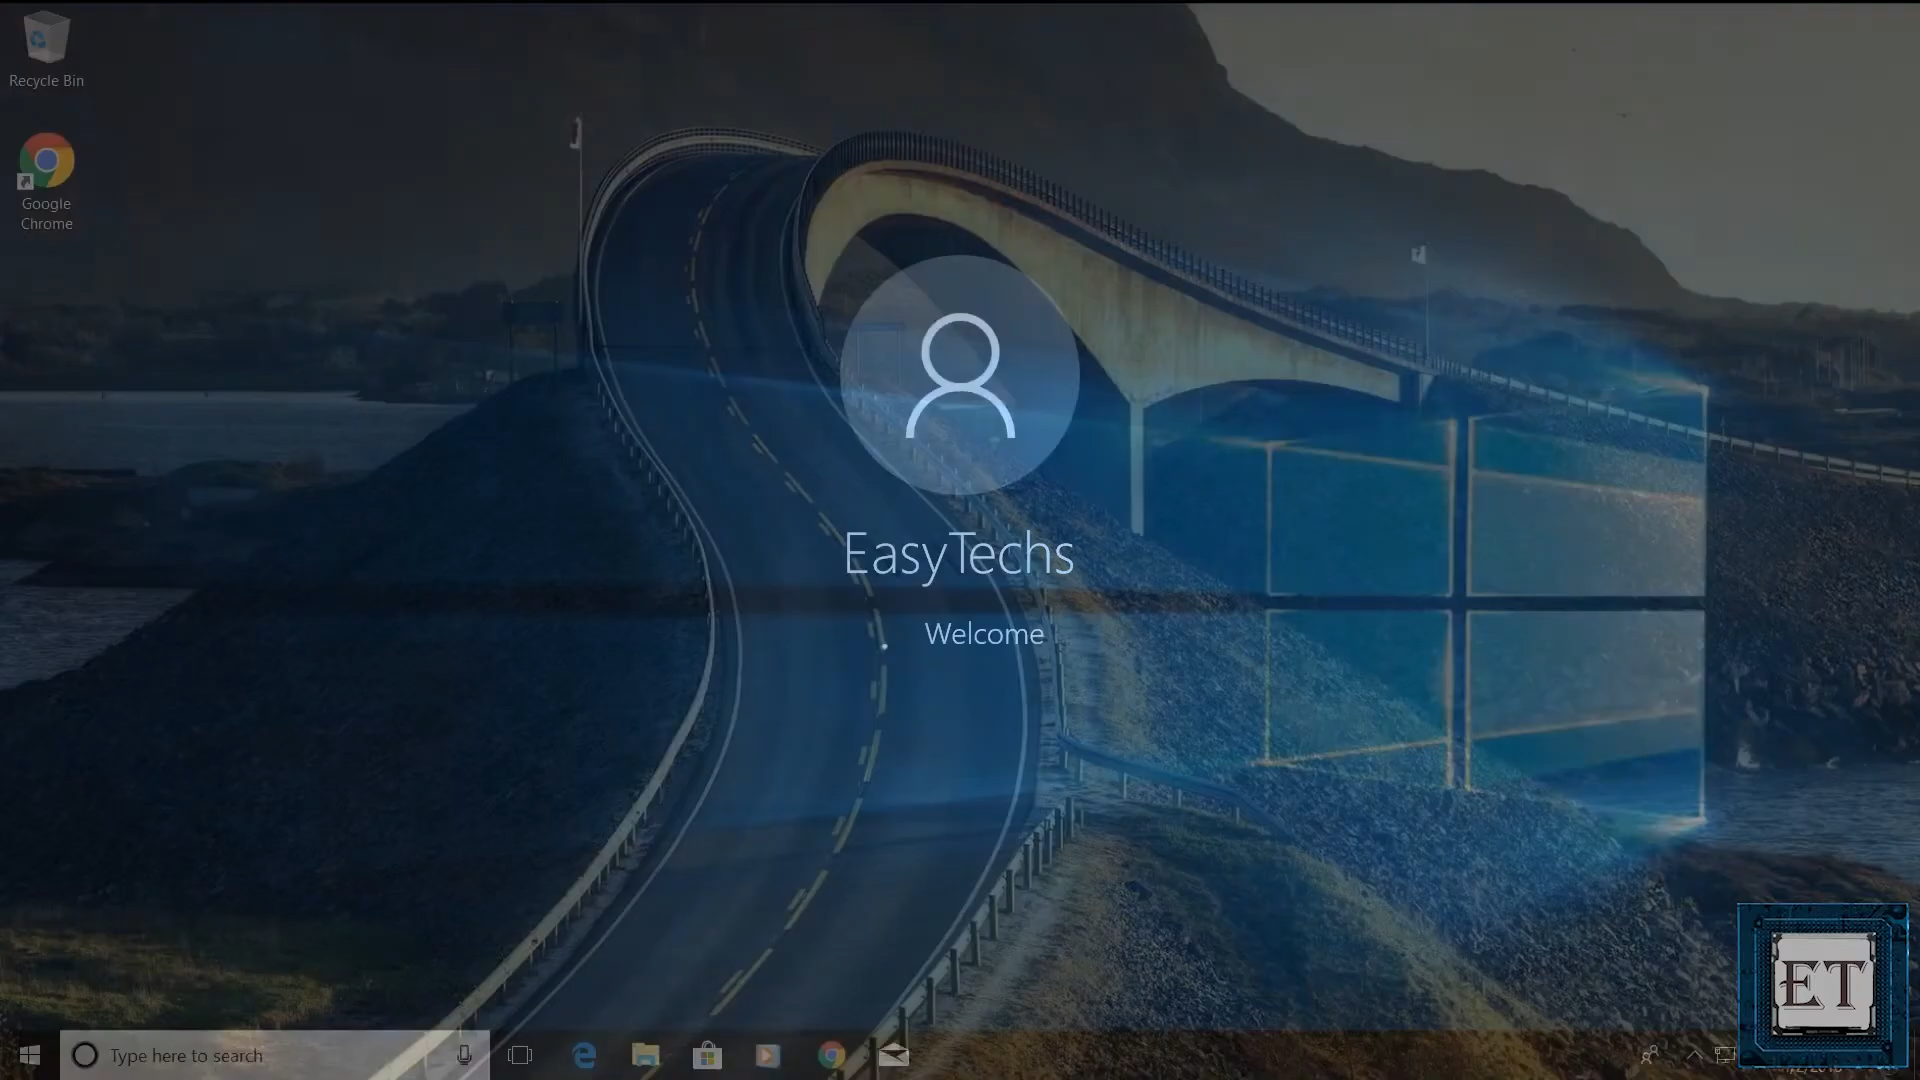 Recycle Bin
Google
Chrome
EasyTechs
Welcome
Type here to search
ET